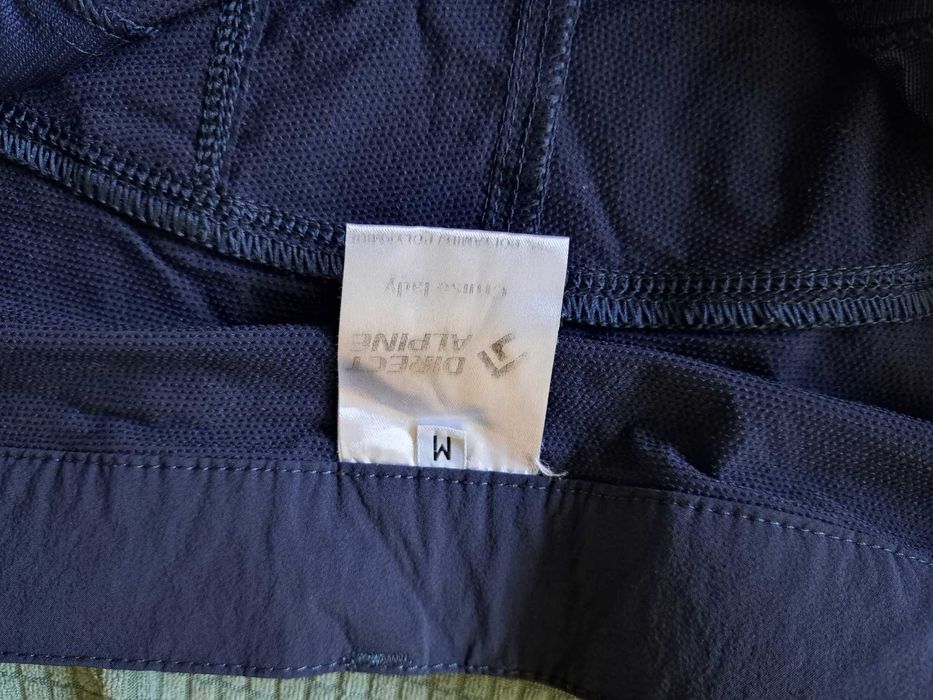 M
DIRECT
ALPINE
Cruise lady